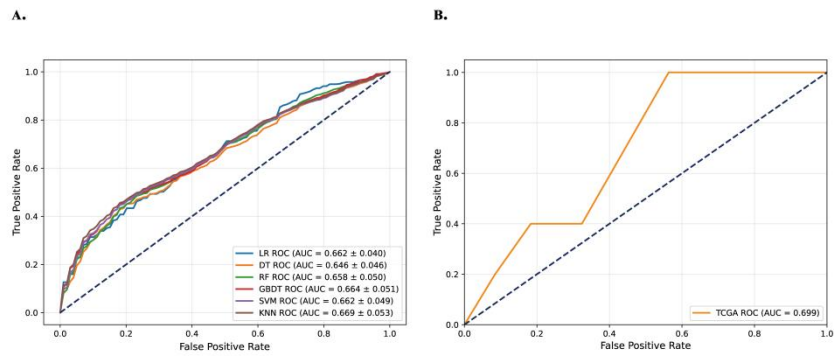 A.
B.
1.0
0.8
0.6
0.4
0.2
0.0
True Positive Rate
LR ROC (AUC = 0.662 ± 0.040)
DT ROC (AUC = 0.646 ± 0.046)
RF ROC (AUC = 0.658 ± 0.050)
GBDT ROC (AUC = 0.664 ± 0.051)
SVM ROC (AUC = 0.662 ± 0.049)
KNN ROC (AUC = 0.669 ± 0.053)
0.0 0.2 0.4 0.6 0.8 1.0
False Positive Rate
1.0
0.8
0.6
0.4
0.2
0.0
True Positive Rate
TCGA ROC (AUC = 0.699)
0.0 0.2 0.4 0.6 0.8 1.0
False Positive Rate